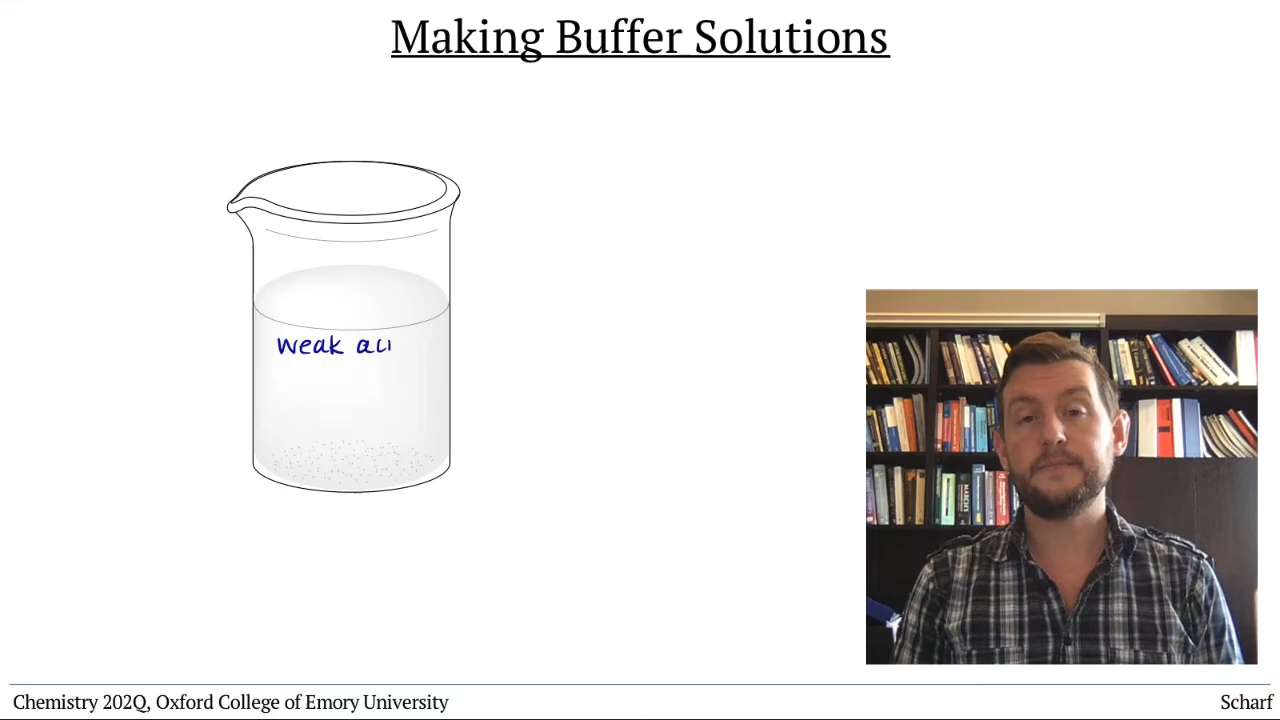 Making Buffer Solutions
weak aci
Chemistry 202Q, Oxford College of Emory University
Scharf